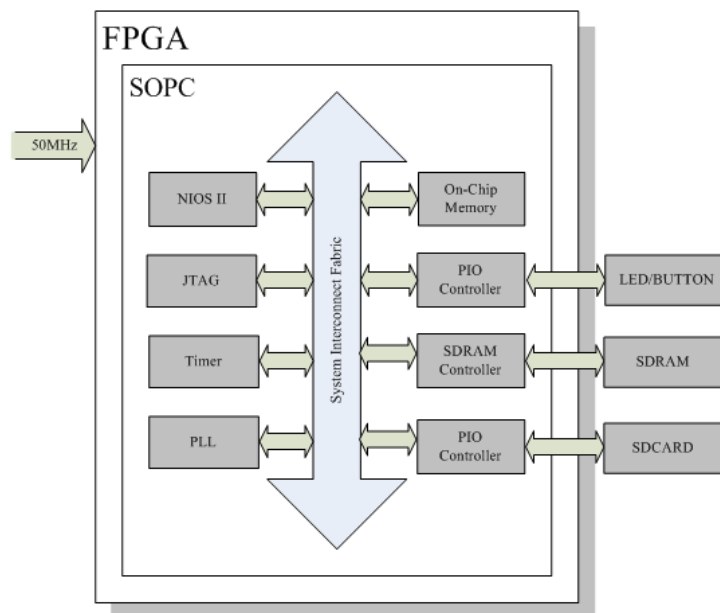 FPGA
SOPC
50MHz
NIOS II
On-Chip
Memory
JTAG
PIO
Controller
LED/BUTTON
System Interconnect Fabric
Timer
SDRAM
Controller
SDRAM
PLL
PIO
Controller
SDCARD